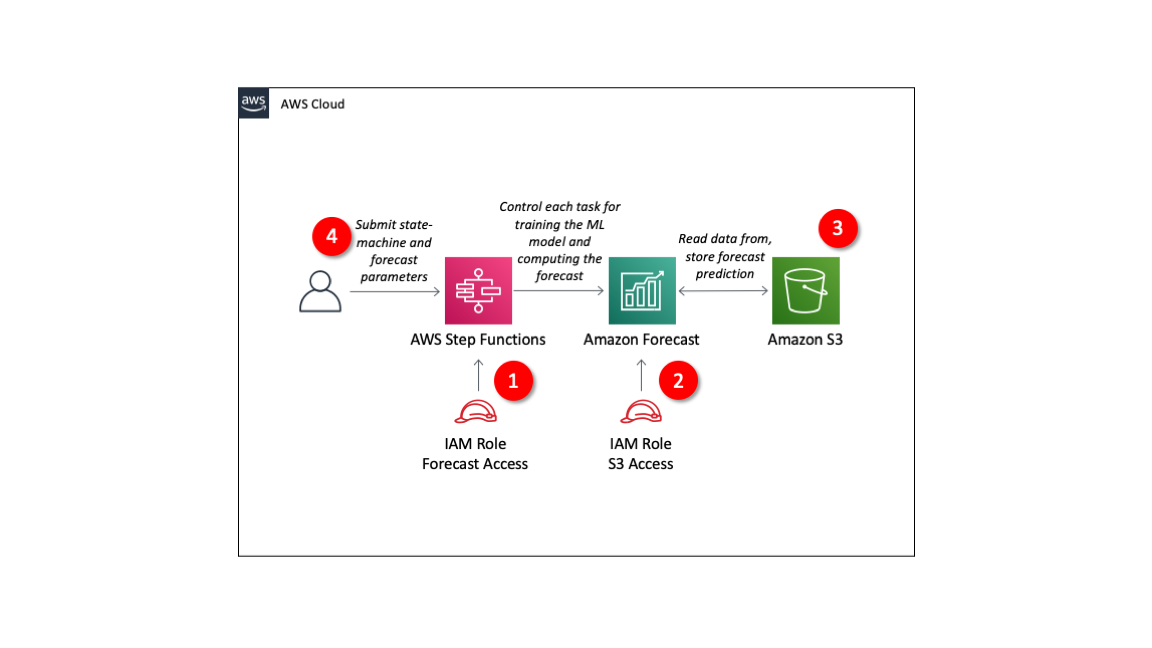 aws
AWS Cloud
4
Submit state-
machine and
forecast
parameters
Control each task for
training the ML
model and
computing the
forecast
Read data from,
store forecast
prediction
3
AWS Step Functions
Amazon Forecast
Amazon S3
1
2
IAM Role
Forecast Access
IAM Role
S3 Access